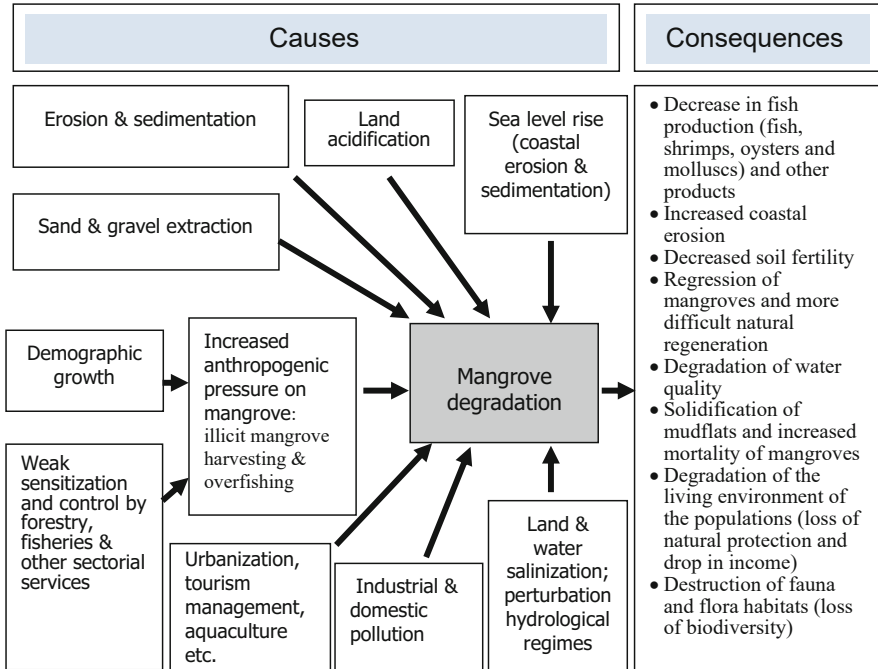 Causes
Consequences
Erosion & sedimentation
Land
acidification
Sea level rise
(coastal
erosion &
sedimentation)
Sand & gravel extraction
Demographic
growth
Increased
anthropogenic
pressure on
mangrove:
illicit mangrove
harvesting &
overfishing
Mangrove
degradation
Weak
sensitization
and control by
forestry,
fisheries &
other sectorial
services
Urbanization,
tourism
management,
aquaculture
etc.
Industrial &
domestic
pollution
Land &
water
salinization;
perturbation
hydrological
regimes
• Decrease in fish
production (fish,
shrimps, oysters and
molluscs) and other
products
• Increased coastal
erosion
• Decreased soil fertility
• Regression of
mangroves and more
difficult natural
regeneration
• Degradation of water
quality
• Solidification of
mudflats and increased
mortality of mangroves
• Degradation of the
living environment of
the populations (loss of
natural protection and
drop in income)
• Destruction of fauna
and flora habitats (loss
of biodiversity)